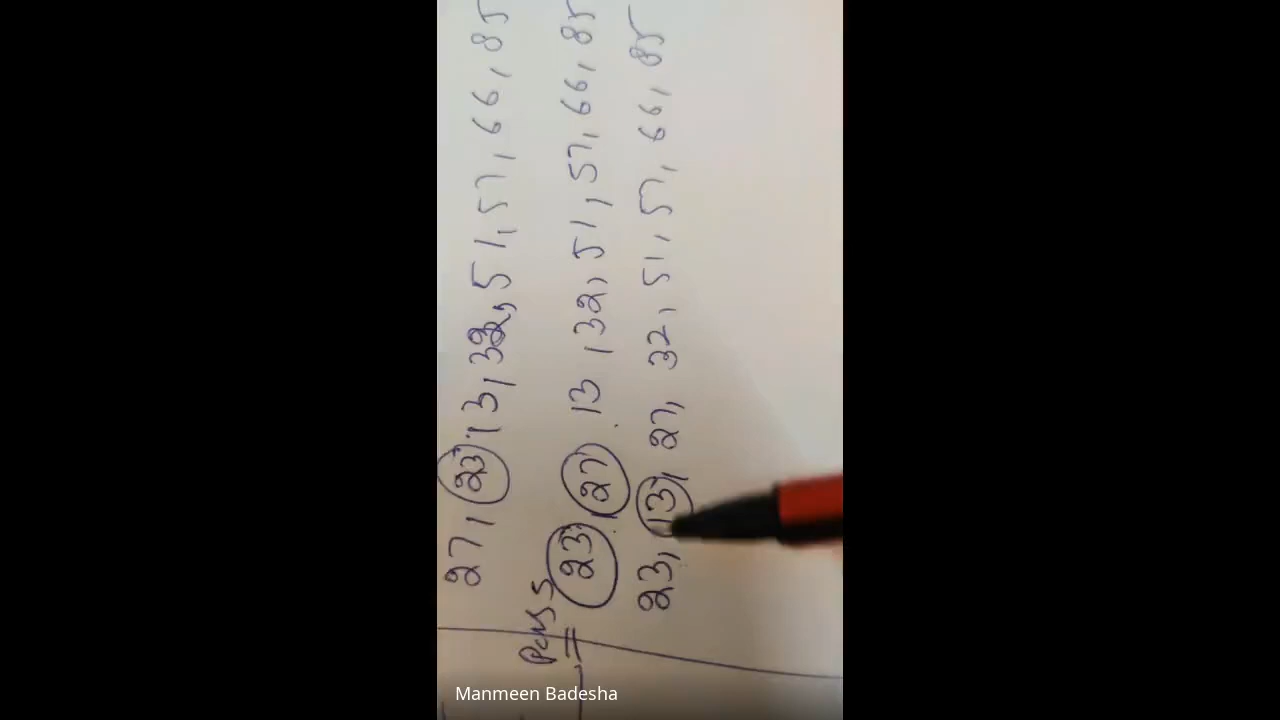 27, 23, 13, 32, 51, 57, 66, 85
Pass 5
23, 27, 13, 32, 51, 57, 66, 85
23, 13, 27, 32, 51, 57, 66, 85
Manmeen Badesha